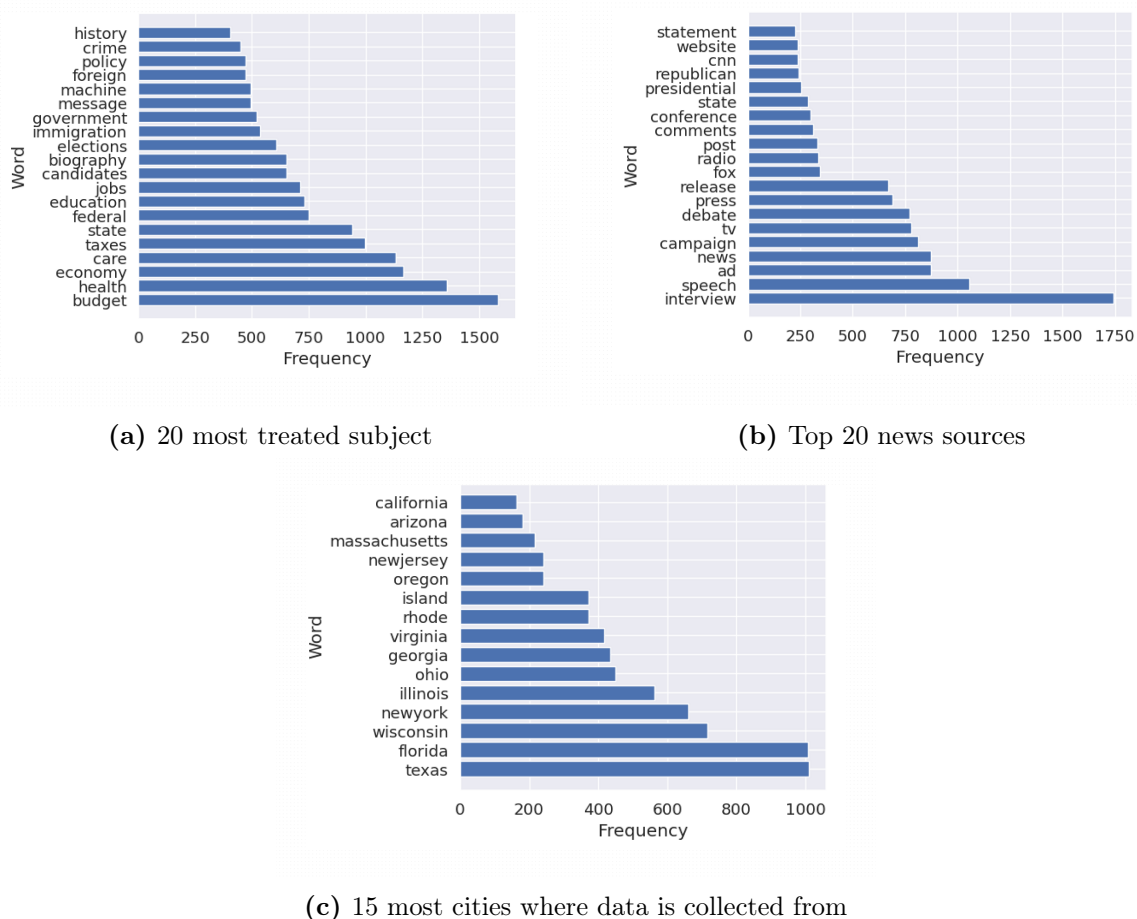 history
crime
policy
foreign
machine
message
government
immigration
elections
biography
candidates
jobs
education
federal
state
taxes
care
economy
health
budget
Word
0 250 500 750 1000 1250 1500
Frequency
(a) 20 most treated subject
statement
website
cnn
republican
presidential
state
conference
comments
post
radio
fox
release
press
debate
tv
campaign
news
ad
speech
interview
Word
0 250 500 750 1000 1250 1500 1750
Frequency
(b) Top 20 news sources
california
arizona
massachusetts
newjersey
oregon
island
rhode
virginia
georgia
ohio
illinois
newyork
wisconsin
florida
texas
Word
0 200 400 600 800 1000
Frequency
(c) 15 most cities where data is collected from